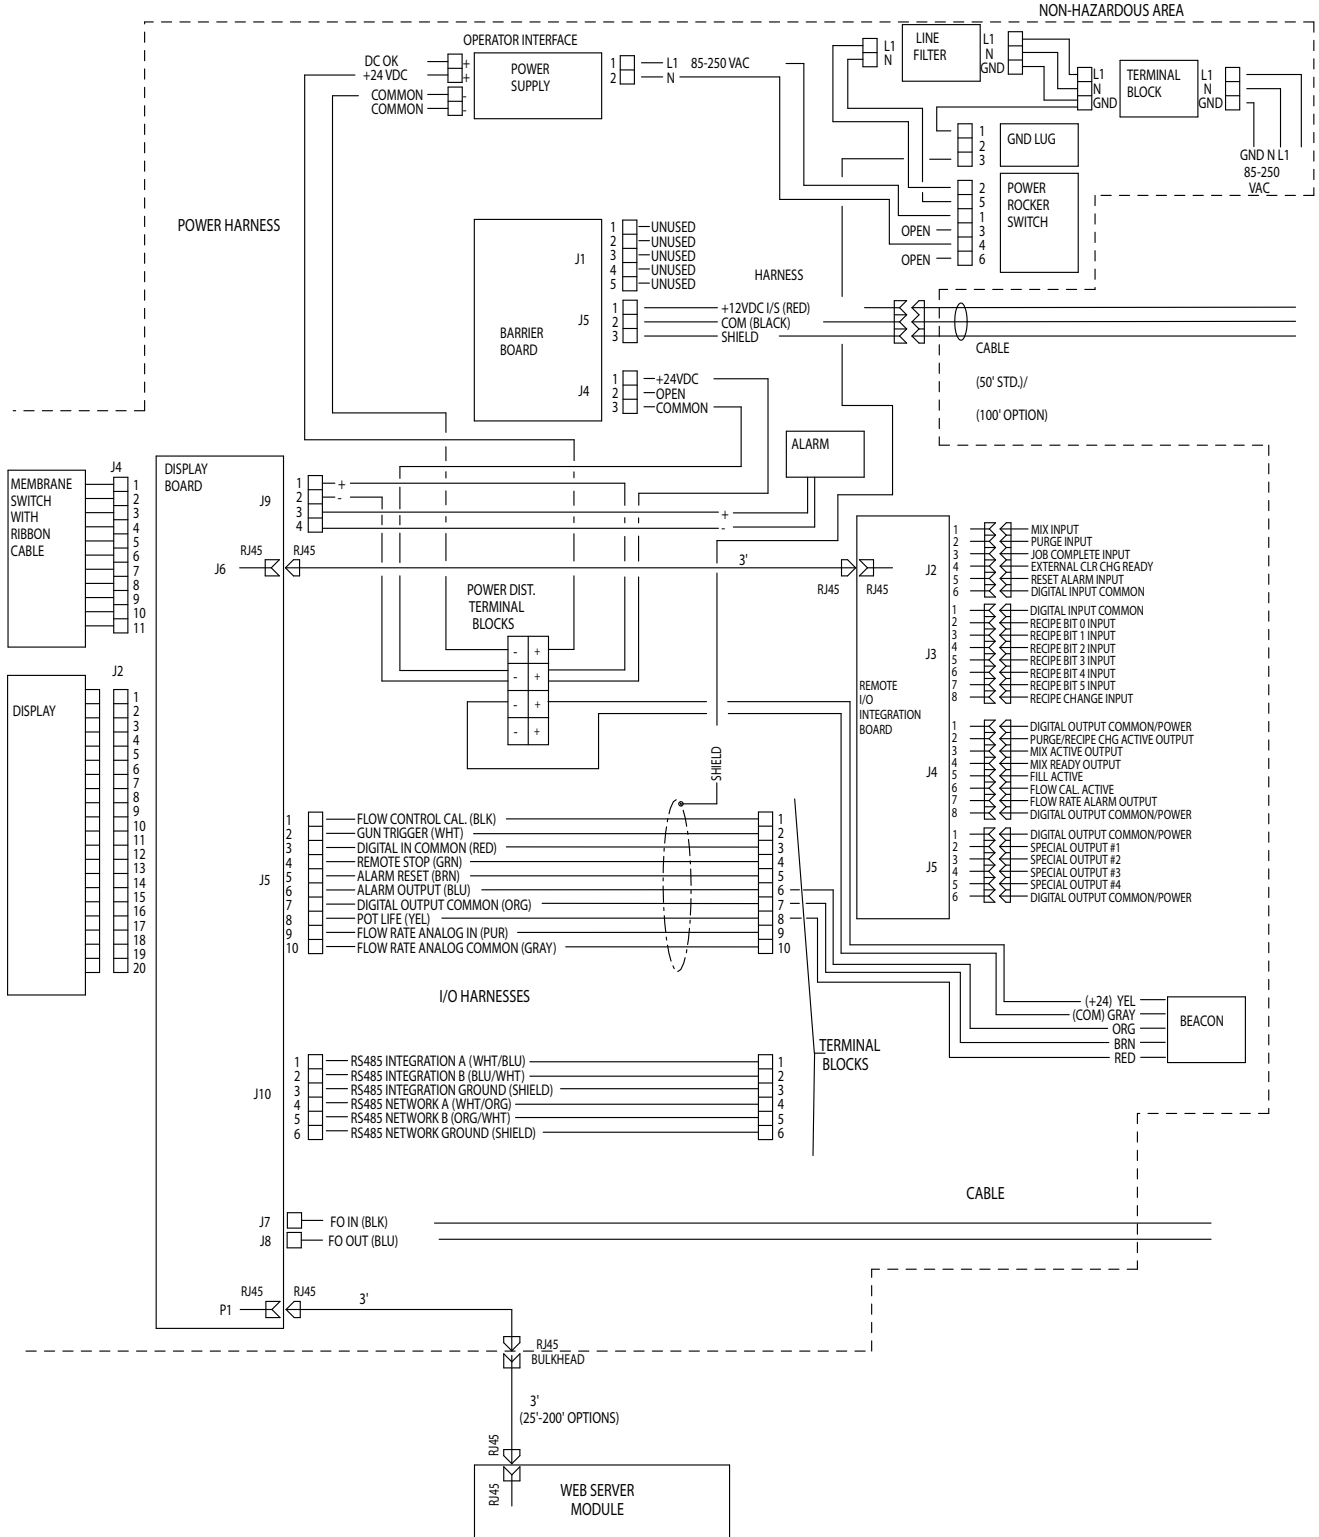 NON-HAZARDOUS AREA
OPERATOR INTERFACE
DC OK
+24 VDC
COMMON
COMMON
+
+
-
-
POWER
SUPPLY
1
2
L1 85-250 VAC
N
L1
N
LINE
FILTER
L1
N
GND
L1
N
GND
TERMINAL
BLOCK
L1
N
GND
GND N L1
85-250
VAC
1
2
3
GND LUG
2
5
1
3
4
6
OPEN
OPEN
POWER
ROCKER
SWITCH
POWER HARNESS
BARRIER
BOARD
J1
1 UNUSED
2 UNUSED
3 UNUSED
4 UNUSED
5 UNUSED
HARNESS
J5
1 +12VDC I/S (RED)
2 COM (BLACK)
3 SHIELD
J4
1 +24VDC
2 OPEN
3 COMMON
CABLE
(50' STD.)/
(100' OPTION)
ALARM
MEMBRANE
SWITCH
WITH
RIBBON
CABLE
J4
1
2
3
4
5
6
7
8
9
10
11
DISPLAY
BOARD
J9
1 +
2 -
3 +
4 -
J6
RJ45
RJ45
3'
RJ45
RJ45
POWER DIST.
TERMINAL
BLOCKS
- +
- +
- +
- +
DISPLAY
J2
1
2
3
4
5
6
7
8
9
10
11
12
13
14
15
16
17
18
19
20
REMOTE
I/O
INTEGRATION
BOARD
J2
1 MIX INPUT
2 PURGE INPUT
3 JOB COMPLETE INPUT
4 EXTERNAL CLR CHG READY
5 RESET ALARM INPUT
6 DIGITAL INPUT COMMON
J3
1 DIGITAL INPUT COMMON
2 RECIPE BIT 0 INPUT
3 RECIPE BIT 1 INPUT
4 RECIPE BIT 2 INPUT
5 RECIPE BIT 3 INPUT
6 RECIPE BIT 4 INPUT
7 RECIPE BIT 5 INPUT
8 RECIPE CHANGE INPUT
J4
1 DIGITAL OUTPUT COMMON/POWER
2 PURGE/RECIPE CHG ACTIVE OUTPUT
3 MIX ACTIVE OUTPUT
4 MIX READY OUTPUT
5 FILL ACTIVE
6 FLOW CAL. ACTIVE
7 FLOW RATE ALARM OUTPUT
8 DIGITAL OUTPUT COMMON/POWER
J5
1 DIGITAL OUTPUT COMMON/POWER
2 SPECIAL OUTPUT #1
3 SPECIAL OUTPUT #2
4 SPECIAL OUTPUT #3
5 SPECIAL OUTPUT #4
6 DIGITAL OUTPUT COMMON/POWER
SHIELD
J5
1 FLOW CONTROL CAL. (BLK) 1
2 GUN TRIGGER (WHT) 2
3 DIGITAL IN COMMON (RED) 3
4 REMOTE STOP (GRN) 4
5 ALARM RESET (BRN) 5
6 ALARM OUTPUT (BLU) 6
7 DIGITAL OUTPUT COMMON (ORG) 7
8 POT LIFE (YEL) 8
9 FLOW RATE ANALOG IN (PUR) 9
10 FLOW RATE ANALOG COMMON (GRAY) 10
I/O HARNESSES
(+24) YEL
(COM) GRAY
ORG
BRN
RED
BEACON
TERMINAL
BLOCKS
J10
1 RS485 INTEGRATION A (WHT/BLU) 1
2 RS485 INTEGRATION B (BLU/WHT) 2
3 RS485 INTEGRATION GROUND (SHIELD) 3
4 RS485 NETWORK A (WHT/ORG) 4
5 RS485 NETWORK B (ORG/WHT) 5
6 RS485 NETWORK GROUND (SHIELD) 6
CABLE
J7 FO IN (BLK)
J8 FO OUT (BLU)
P1
RJ45
RJ45
3'
RJ45
BULKHEAD
3'
(25'-200' OPTIONS)
RJ45
RJ45
WEB SERVER
MODULE